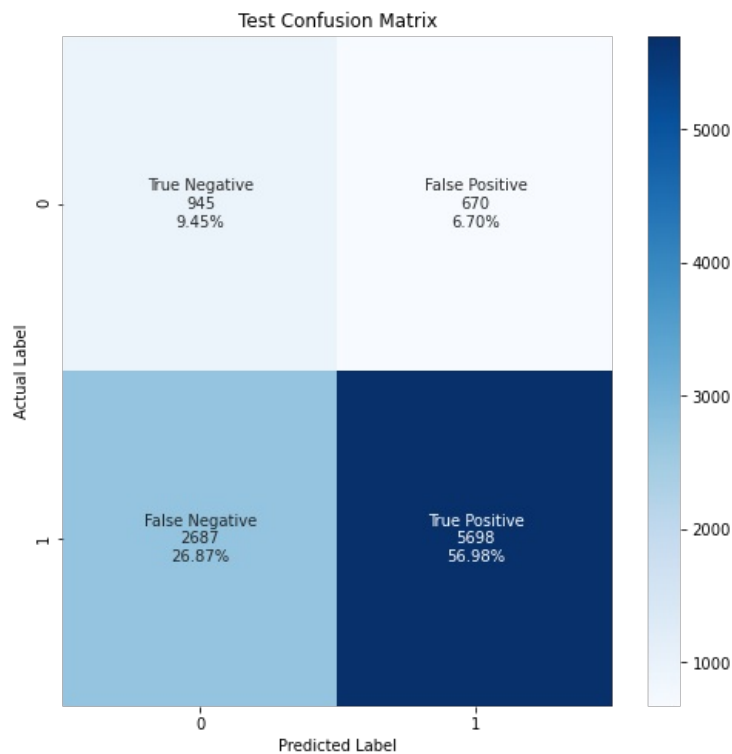 Test Confusion Matrix
True Negative
945
9.45%
False Positive
670
6.70%
False Negative
2687
26.87%
True Positive
5698
56.98%
Actual Label
0
1
0
1
Predicted Label
5000
4000
3000
2000
1000